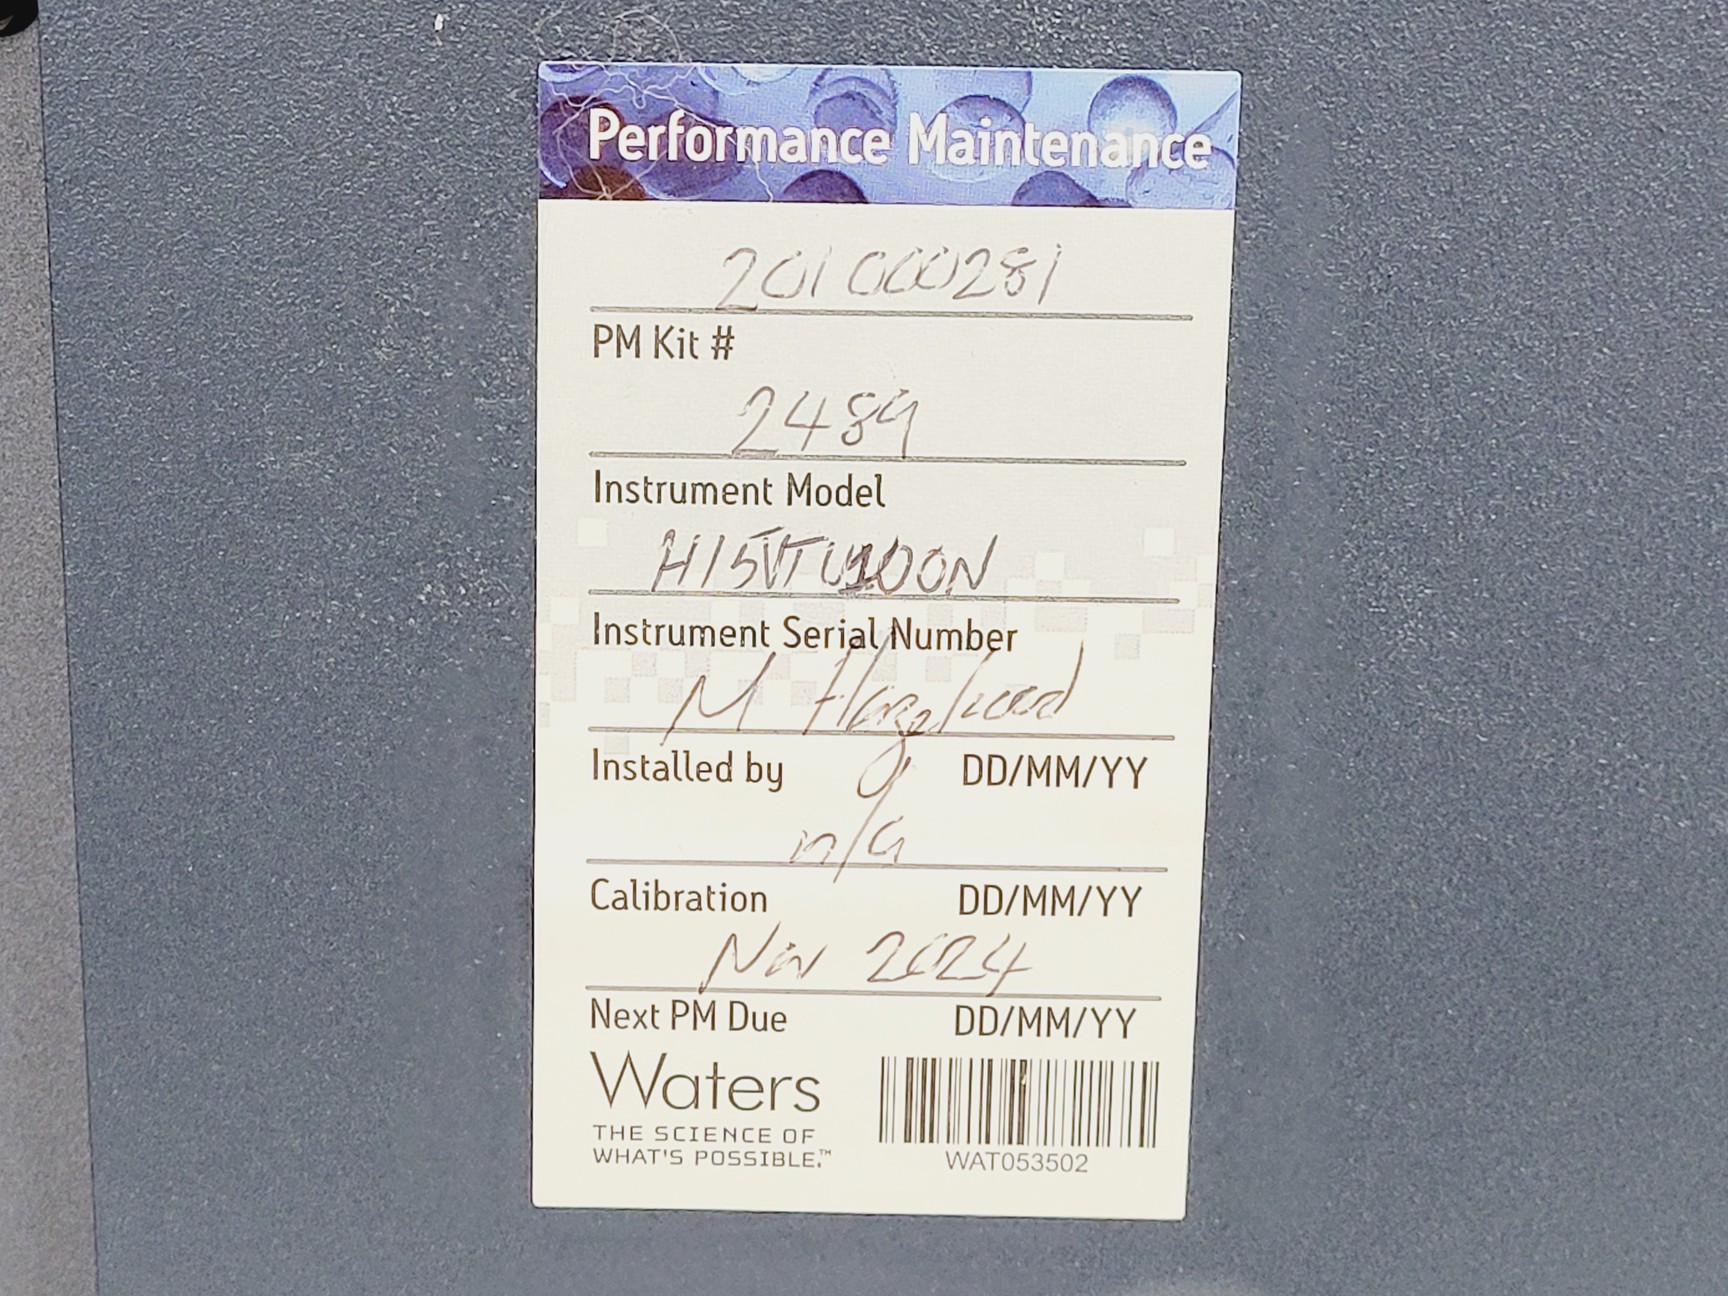 Performance Maintenance
201000281
PM Kit #
2489
Instrument Model
Instrument Serial Number
M Hazelwood
Installed by DD/MM/YY
n/a
Calibration DD/MM/YY
Nov 2024
Next PM Due DD/MM/YY
Waters
THE SCIENCE OF
WHAT'S POSSIBLE.™
WAT053502